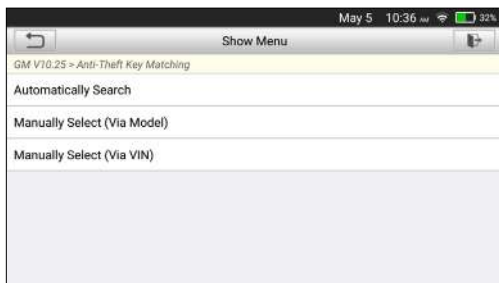 May 5 10:36 AM 32%
Show Menu
GM V10.25 > Anti-Theft Key Matching
Automatically Search
Manually Select (Via Model)
Manually Select (Via VIN)